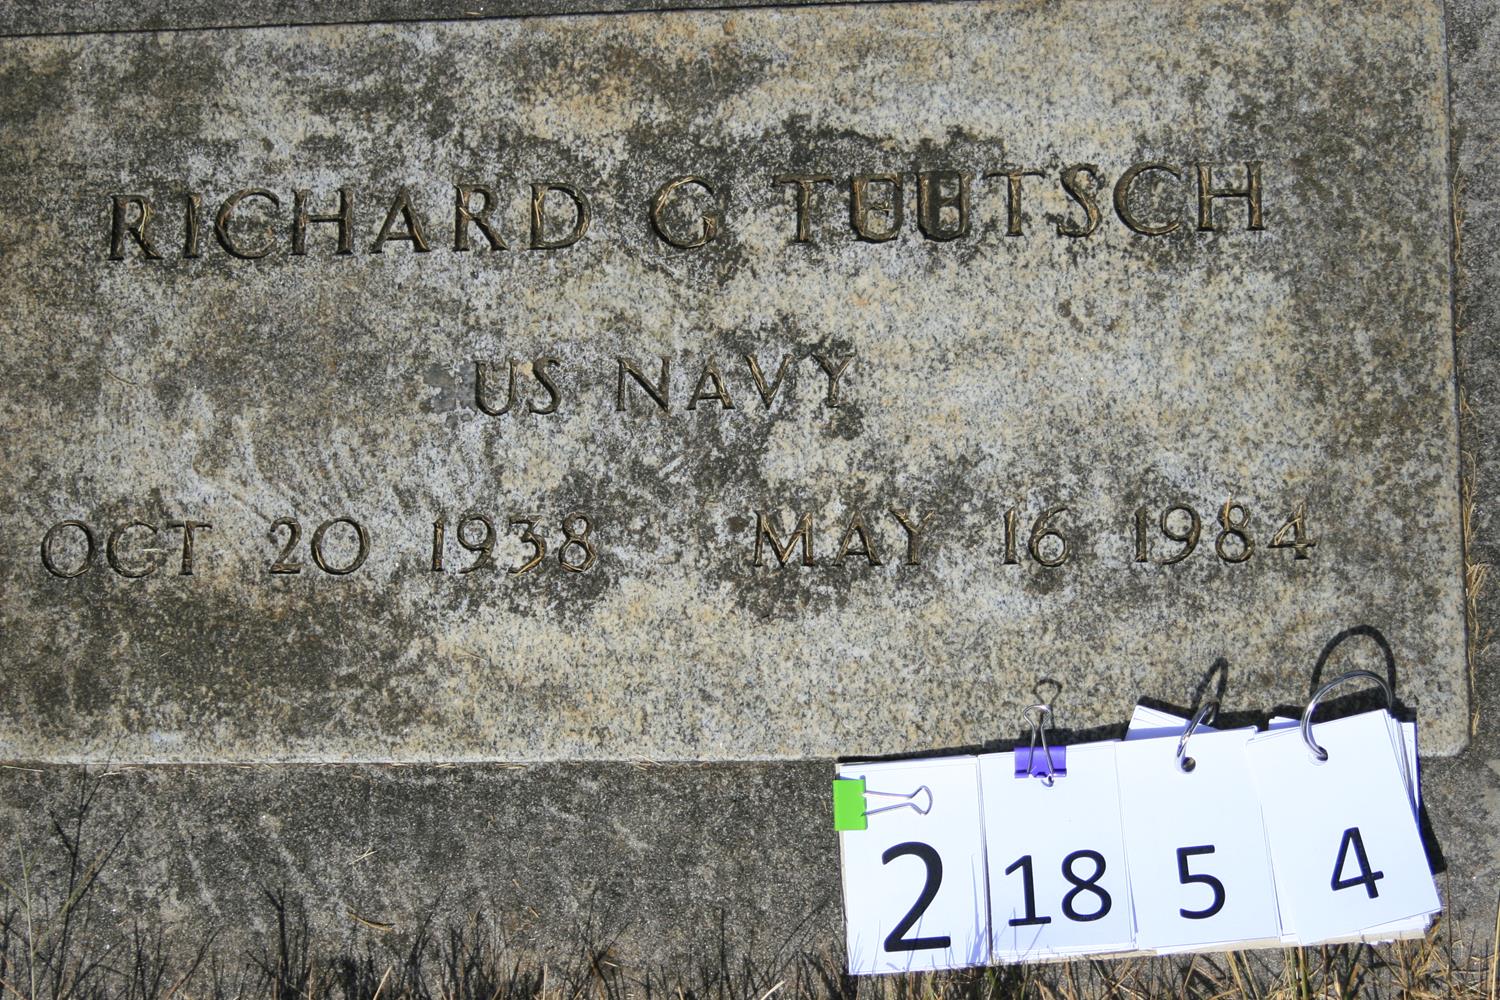 RICHARD G TEUTSCH
US NAVY
OCT 20 1938 MAY 16 1984
2 18 5 4